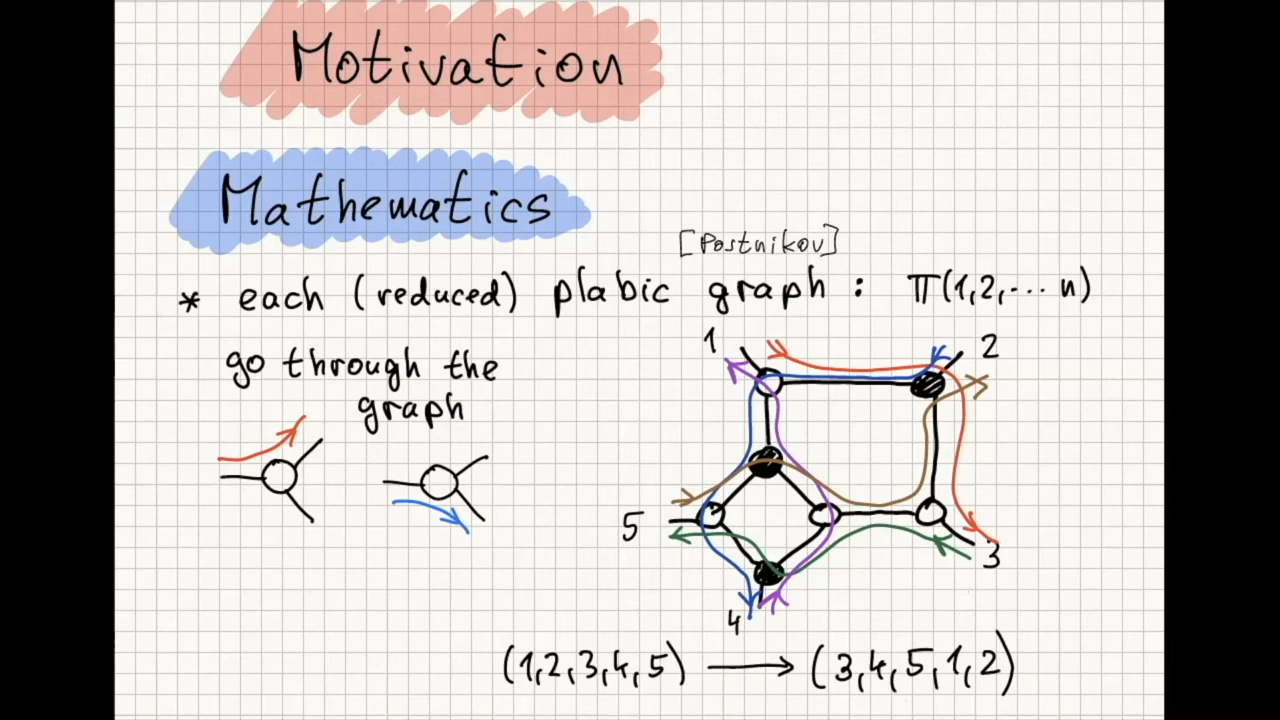 Motivation
Mathematics
[Postnikov]
* each (reduced) plabic graph : π(1,2,... n)
go through the
graph
1
2
5
3
4
(1,2,3,4,5) → (3,4,5,1,2)